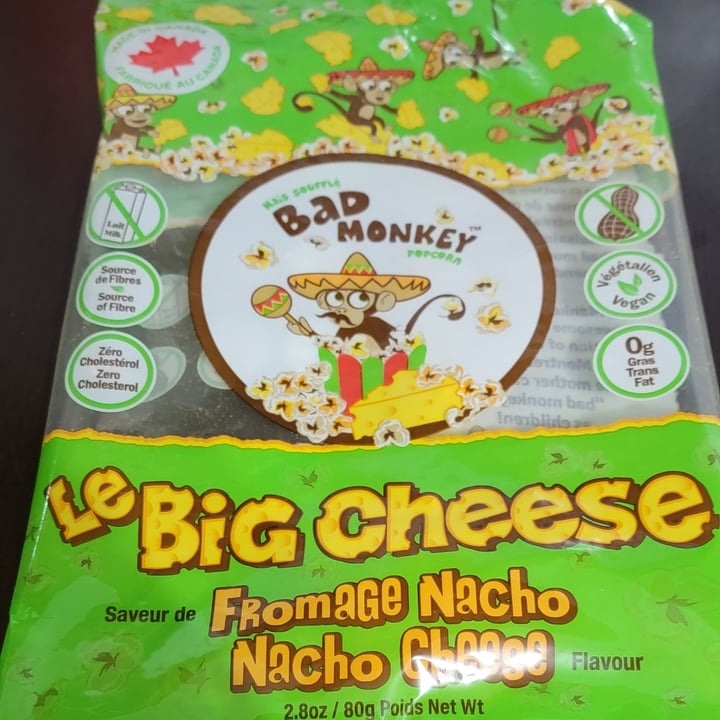 MADE IN CANADA
FABRIQUÉ AU CANADA
Maïs soufflé
BAD
MONKEY™
POPCORN
Lait
Milk
Source
de Fibres
Source
of Fibre
Zéro
Cholestérol
Zero
Cholesterol
Végétalien
Vegan
0g
Gras
Trans
Fat
Le BiG cheese
Saveur de FRomaGe Nacho
Nacho Cheese Flavour
2.8oz / 80g Poids Net Wt